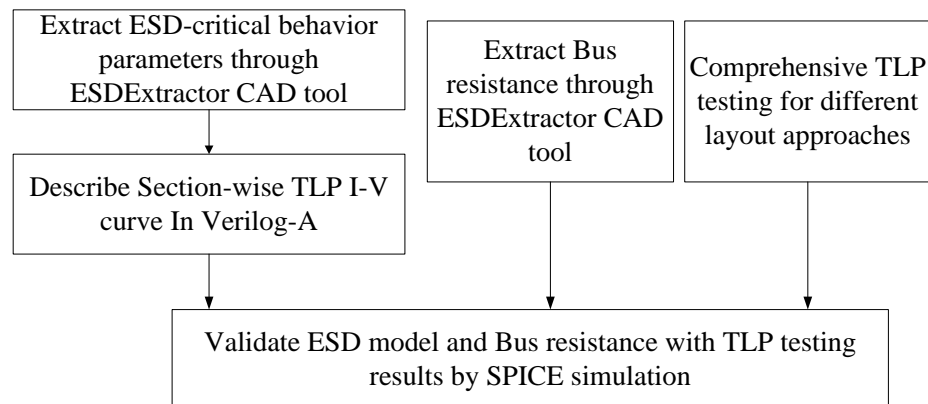 Extract ESD-critical behavior
parameters through
ESDExtractor CAD tool
Extract Bus
resistance through
ESDExtractor CAD
tool
Comprehensive TLP
testing for different
layout approaches
Describe Section-wise TLP I-V
curve In Verilog-A
Validate ESD model and Bus resistance with TLP testing
results by SPICE simulation